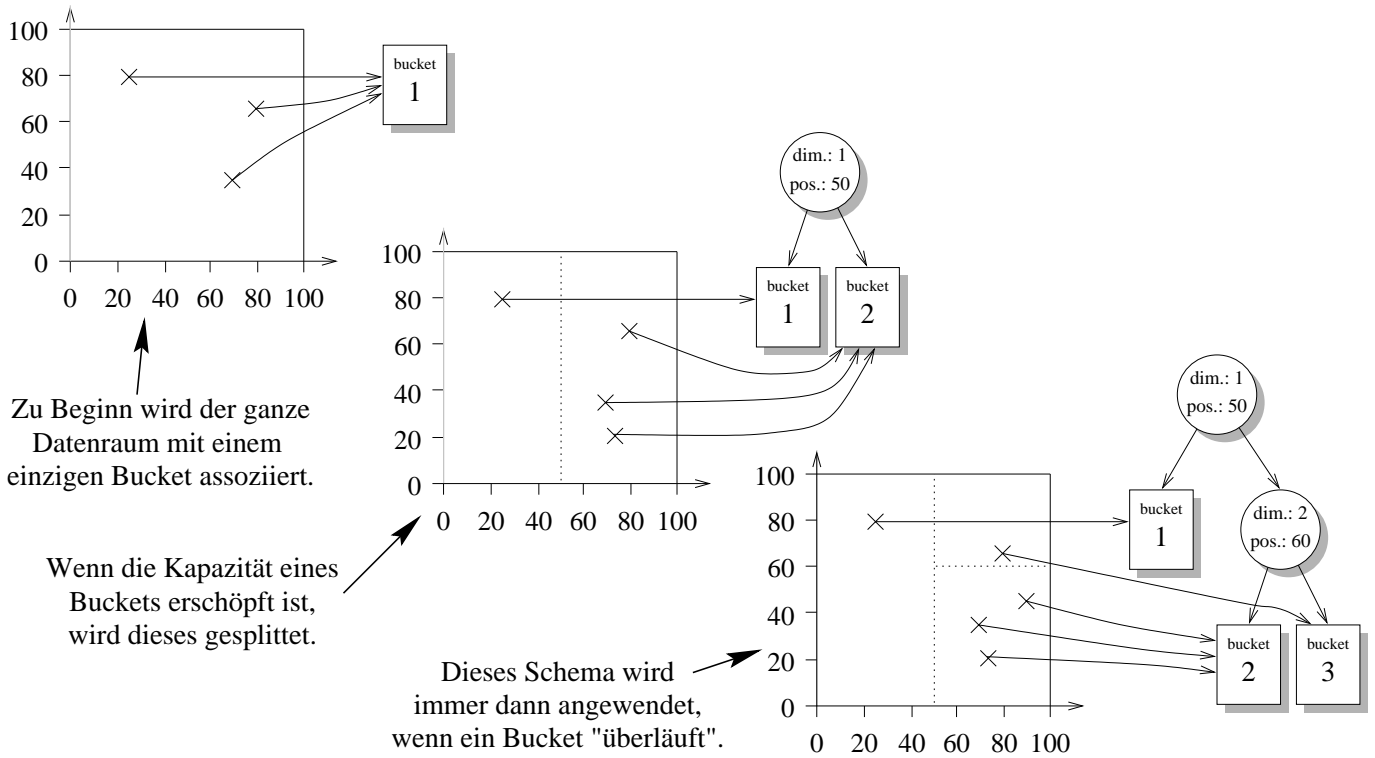 100
80
60
40
20
0
0 20 40 60 80 100
bucket
1
Zu Beginn wird der ganze
Datenraum mit einem
einzigen Bucket assoziiert.
dim.: 1
pos.: 50
100
80
60
40
20
0
0 20 40 60 80 100
bucket
1
bucket
2
Wenn die Kapazität eines
Buckets erschöpft ist,
wird dieses gesplittet.
dim.: 1
pos.: 50
100
80
60
40
20
0
0 20 40 60 80 100
bucket
1
dim.: 2
pos.: 60
bucket
2
bucket
3
Dieses Schema wird
immer dann angewendet,
wenn ein Bucket "überläuft".